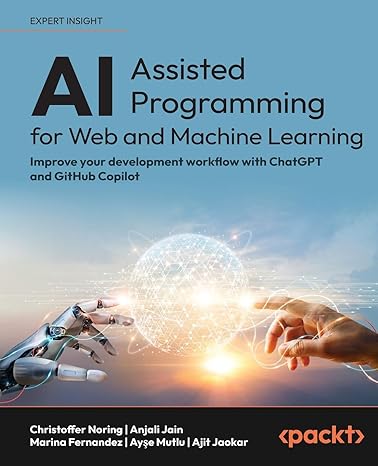 EXPERT INSIGHT
AI Assisted
Programming
for Web and Machine Learning
Improve your development workflow with ChatGPT
and GitHub Copilot
Christoffer Noring | Anjali Jain
Marina Fernandez | Ayşe Mutlu | Ajit Jaokar
<packt>